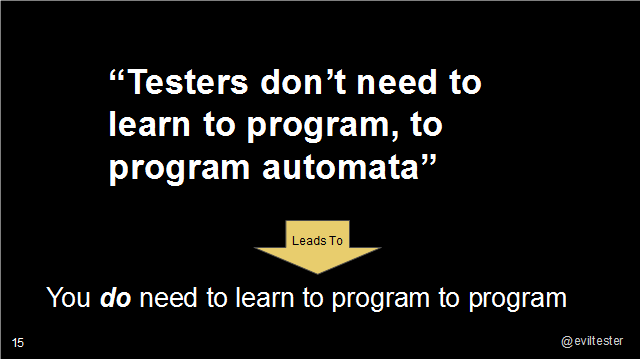 “Testers don’t need to
learn to program, to
program automata”
Leads To
You do need to learn to program to program
15
@eviltester